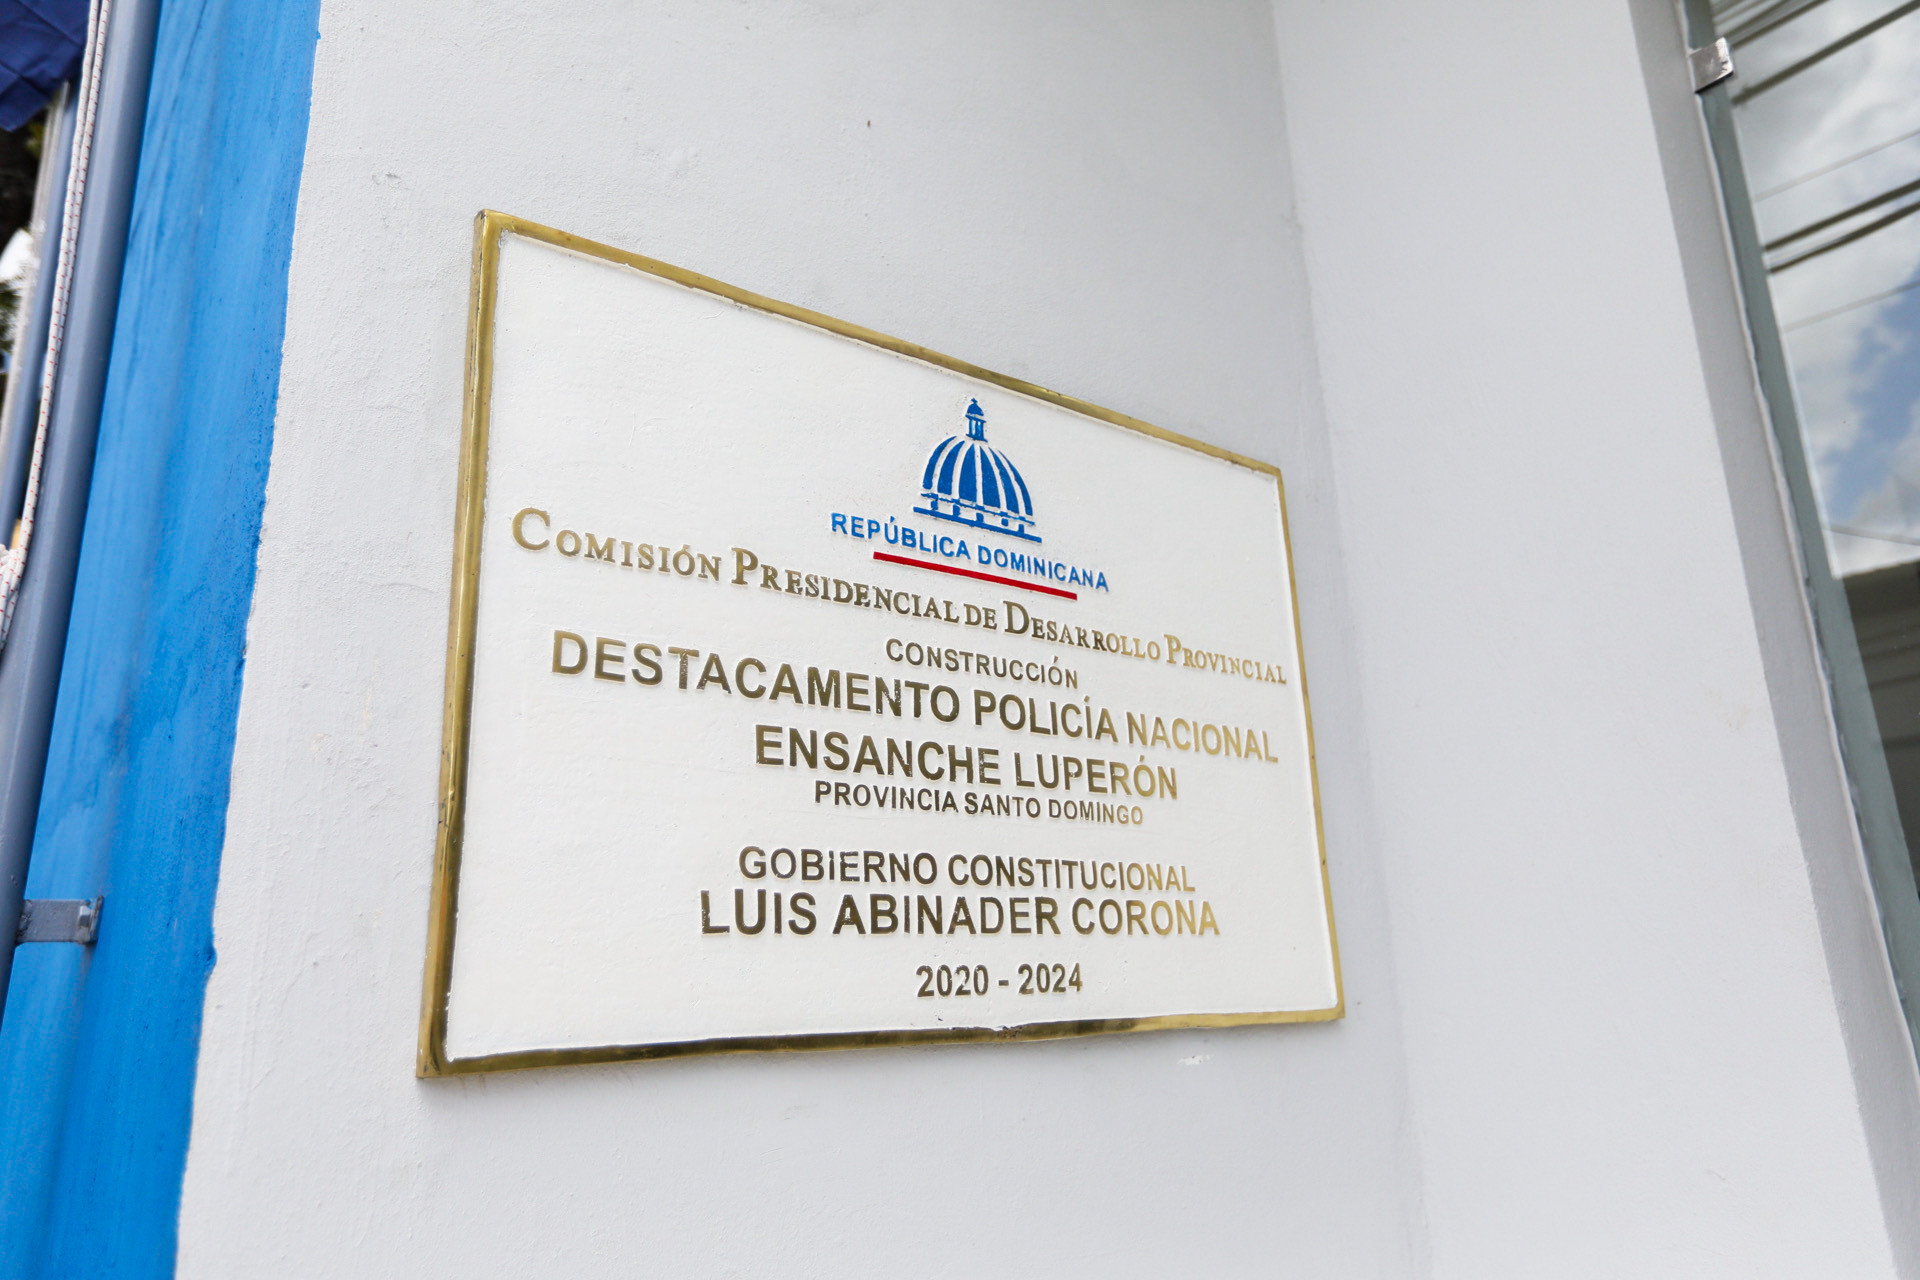 REPÚBLICA DOMINICANA
COMISIÓN PRESIDENCIAL DE DESARROLLO PROVINCIAL
CONSTRUCCIÓN
DESTACAMENTO POLICÍA NACIONAL
ENSANCHE LUPERÓN
PROVINCIA SANTO DOMINGO
GOBIERNO CONSTITUCIONAL
LUIS ABINADER CORONA
2020 - 2024